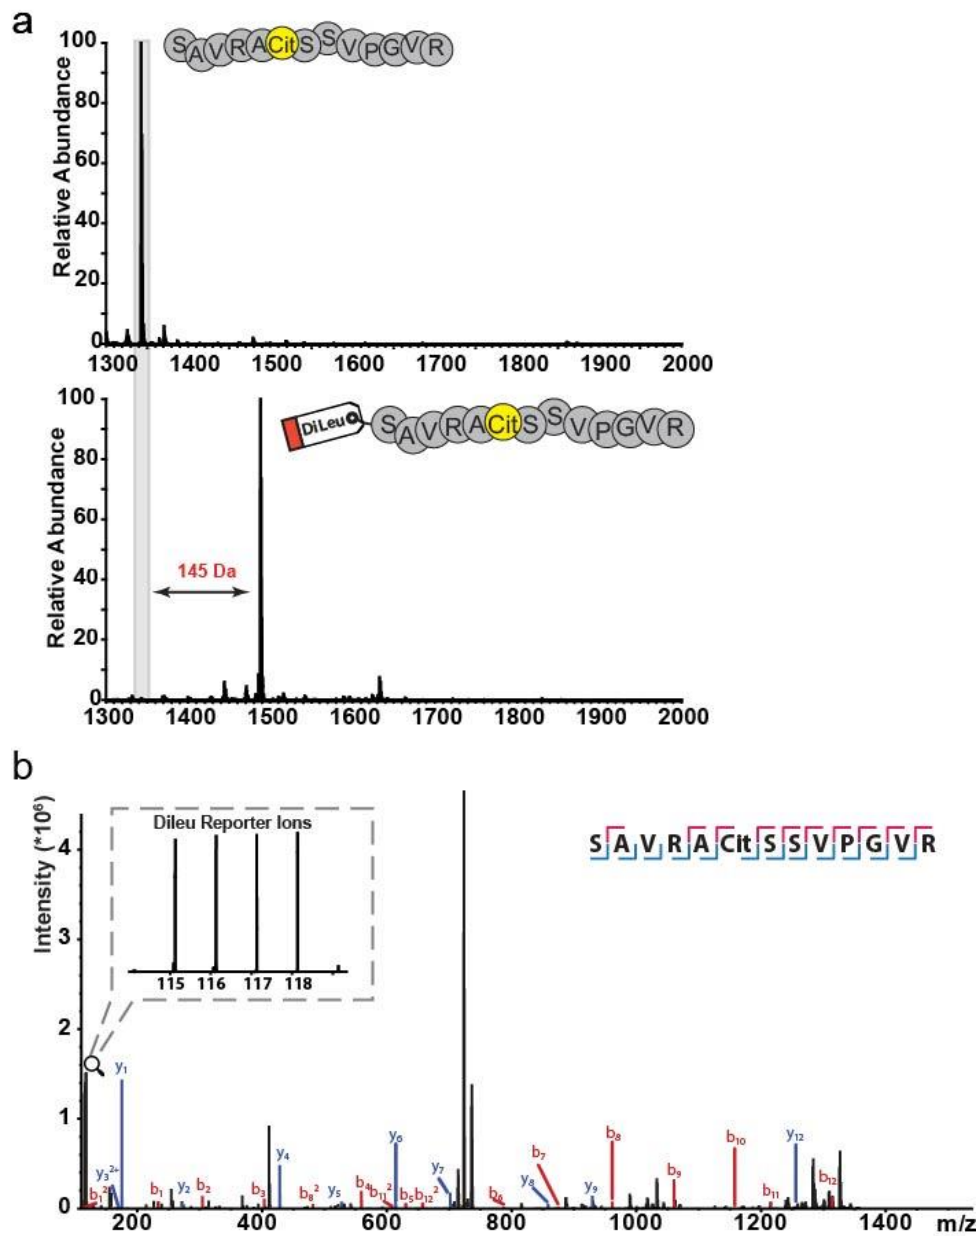 a
S A V R A Cit S S V P G V R
Relative Abundance
100
80
60
40
20
0
1300 1400 1500 1600 1700 1800 1900 2000
DiLeu S A V R A Cit S S V P G V R
Relative Abundance
100
80
60
40
20
0
145 Da
1300 1400 1500 1600 1700 1800 1900 2000
b
Intensity (*10⁶)
4
3
2
1
0
Dileu Reporter Ions
115 116 117 118
S A V R A Cit S S V P G V R
y₁
y₃²⁺
b₁²
b₁
y₂
b₂
b₃
y₄
b₈²
y₅
b₄
b₁₁²
y₆
b₅
b₁₂²
y₇
b₆
b₇
y₈
y₉
b₈
b₉
b₁₀
b₁₁
y₁₂
b₁₂
200 400 600 800 1000 1200 1400 m/z